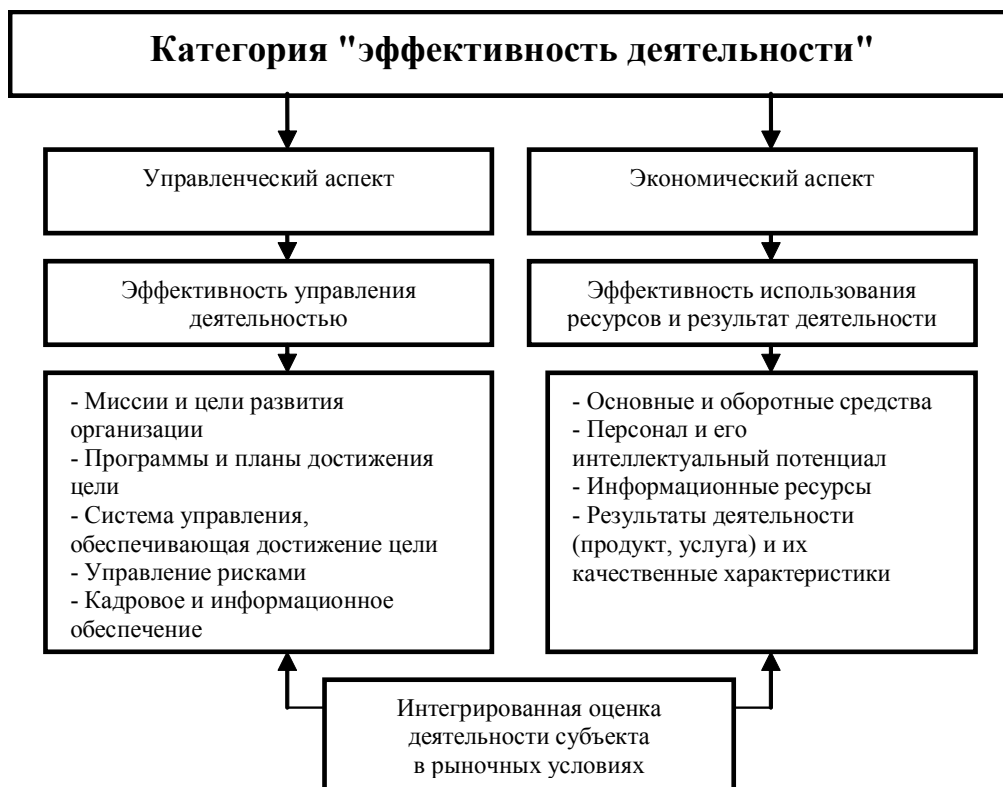 Категория "эффективность деятельности"
Управленческий аспект
Экономический аспект
Эффективность управления
деятельностью
Эффективность использования
ресурсов и результат деятельности
- Миссии и цели развития
организации
- Программы и планы достижения
цели
- Система управления,
обеспечивающая достижение цели
- Управление рисками
- Кадровое и информационное
обеспечение
- Основные и оборотные средства
- Персонал и его
интеллектуальный потенциал
- Информационные ресурсы
- Результаты деятельности
(продукт, услуга) и их
качественные характеристики
Интегрированная оценка
деятельности субъекта
в рыночных условиях